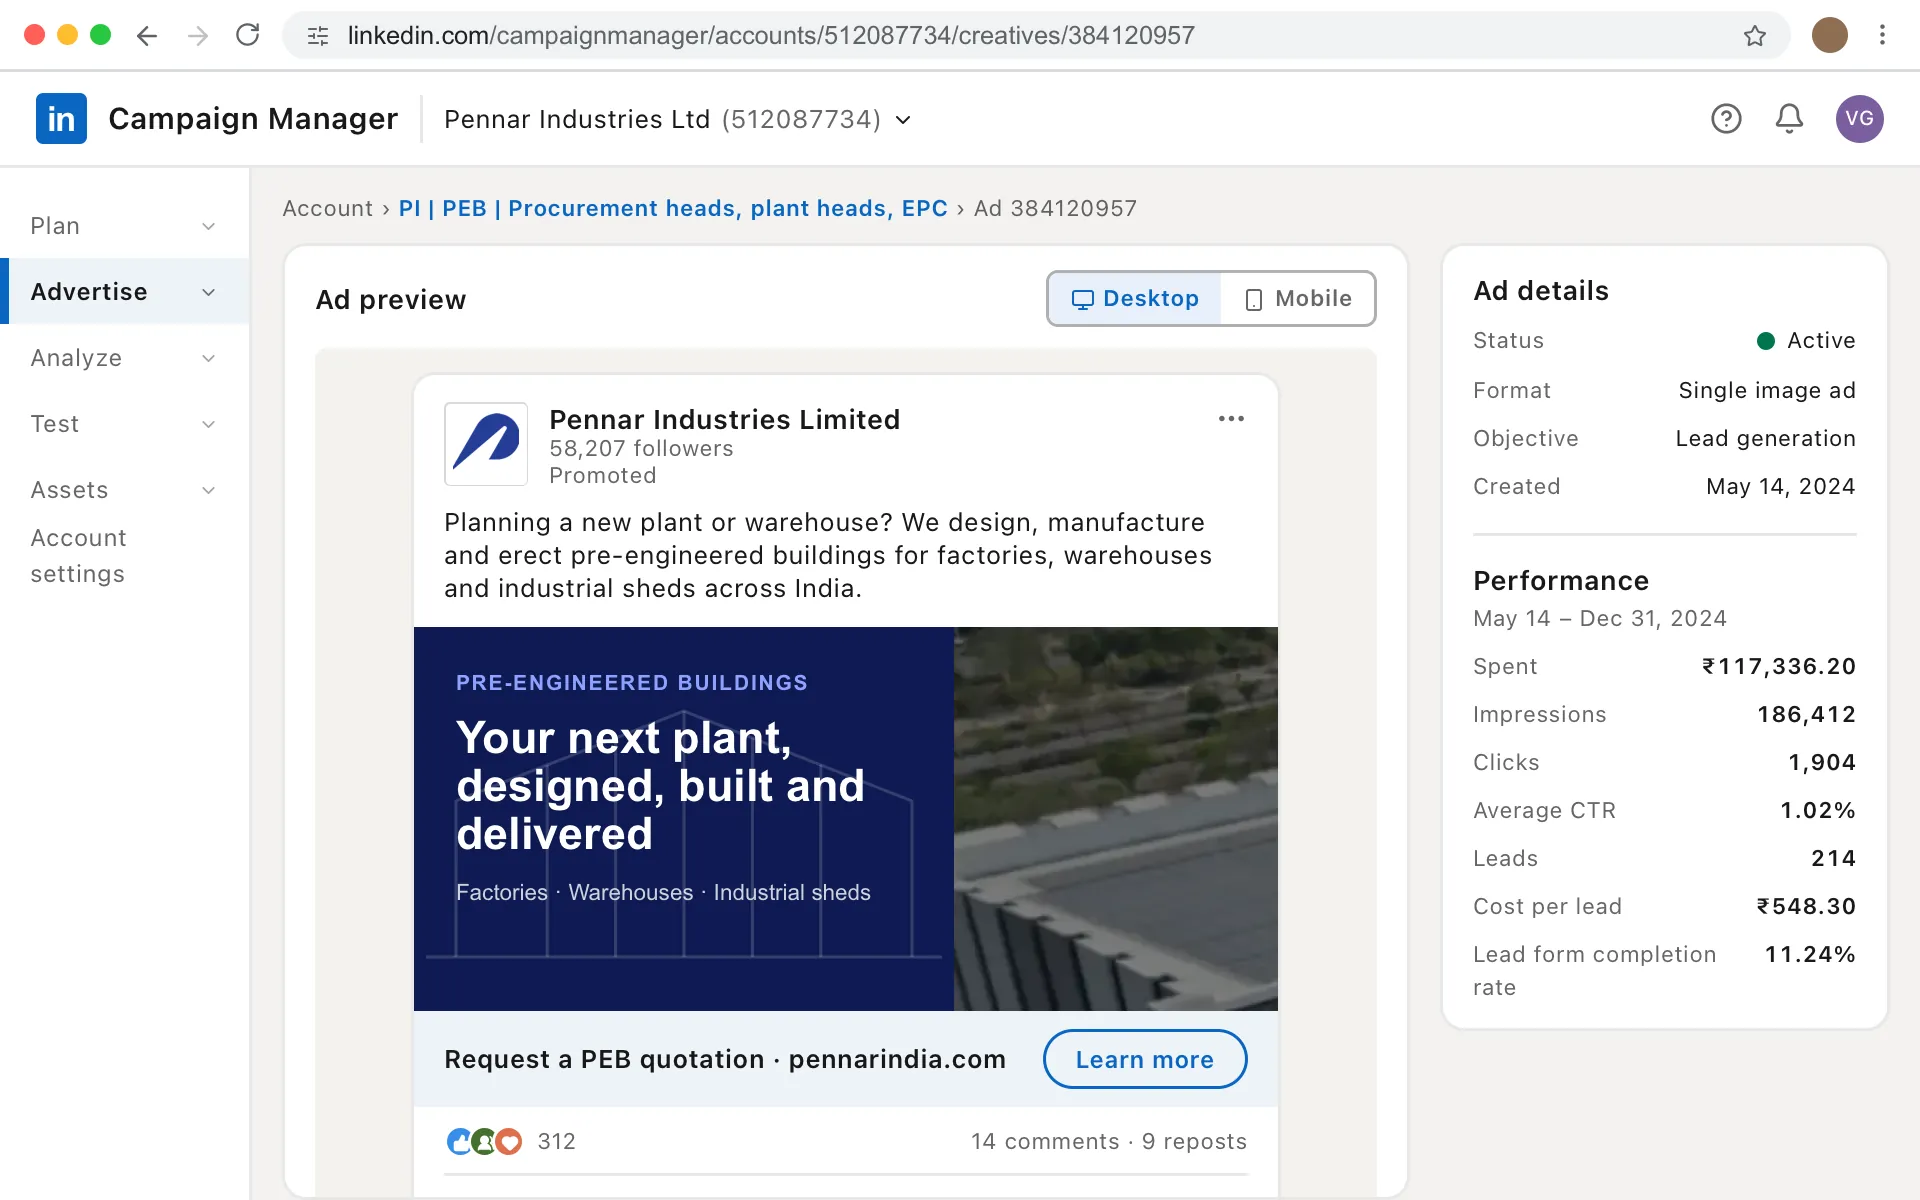 linkedin.com/campaignmanager/accounts/512087734/creatives/384120957
in
Campaign Manager
Pennar Industries Ltd (512087734)
VG
Plan
Advertise
Analyze
Test
Assets
Account
settings
Account › PI | PEB | Procurement heads, plant heads, EPC › Ad 384120957
Ad preview
Desktop
Mobile
Pennar Industries Limited
58,207 followers
Promoted
Planning a new plant or warehouse? We design, manufacture
and erect pre-engineered buildings for factories, warehouses
and industrial sheds across India.
PRE-ENGINEERED BUILDINGS
Your next plant,
designed, built and
delivered
Factories · Warehouses · Industrial sheds
Request a PEB quotation · pennarindia.com
Learn more
312
14 comments · 9 reposts
Ad details
Status Active
Format Single image ad
Objective Lead generation
Created May 14, 2024
Performance
May 14 – Dec 31, 2024
Spent ₹117,336.20
Impressions 186,412
Clicks 1,904
Average CTR 1.02%
Leads 214
Cost per lead ₹548.30
Lead form completion 11.24%
rate